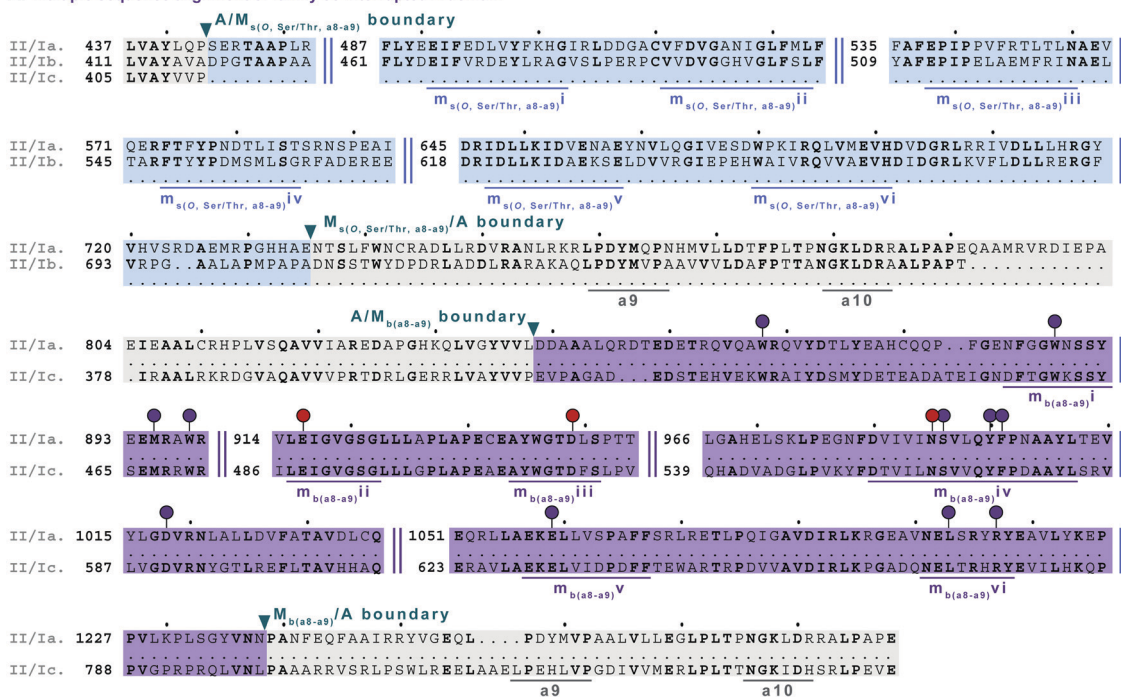 A/Ms(O, Ser/Thr, a8-a9) boundary
II/Ia. 437 LVAYLQPSERTAAPLR 487 FLYEEIFEDLVYFKHGIRLDDGACVFDVGANIGLFMLF 535 FAFEPIPPVFRTLTLNAEV
II/Ib. 411 LVAYAVADPGTAAPAA 461 FLYDEIFVRDEYLRAGVSLPERPCVVDVGGHVGLFSLF 509 YAFEPIPELAEMFRINAEL
II/Ic. 405 LVAYVVP
ms(O, Ser/Thr, a8-a9)i ms(O, Ser/Thr, a8-a9)ii ms(O, Ser/Thr, a8-a9)iii
II/Ia. 571 QERFTFYPNDTLISTSRNSPEAI 645 DRIDLLKIDVENAEYNVLQGIVESDWPKIRQLVMEVHDIDGRLRRIVDLLLHRGY
II/Ib. 545 TARFTYYPDMSMLSGRFADEREE 618 DRIDLLKIDAEKSELDVVRGIEPEHWAIVRQVVAEVHDVDGRLKVFLDLLRERGF
ms(O, Ser/Thr, a8-a9)iv ms(O, Ser/Thr, a8-a9)v ms(O, Ser/Thr, a8-a9)vi
Ms(O, Ser/Thr, a8-a9)/A boundary
II/Ia. 720 VHVSRDAEMRPGHHAENTSLFWNCRADLLRDVRANLRKRLPDYMQPNHMVLLDTFPLTPNGKLDRRALPAPEQAAMRVRDIEPA
II/Ib. 693 VRPG..AALAPMPAPADNSSTWYDPDRLADDLRARAKAQLPDYMVPAAVVVLDAFPTTANGKLDRAALPAPT............
a9 a10
A/Mb(a8-a9) boundary
II/Ia. 804 EIEAALCRHPLVSQAVVIAREDAPGHKQLVGYVVLDDAAALQRDTEDETRQVQAWRQVYDTLYEAHCQQP..FGENFGGWNSSY
II/Ic. 378 .IRAALRKRDGVAQAVVVPRTDRLGERRLVAYVVPEVPAGAD...EDSTEHVEKWRAIYDSMYDETEADATEIGNDFTGWKSSY
mb(a8-a9)i
II/Ia. 893 EEMRAWR 914 VLEIGVGSGLLLAPLAPECEAYWGTDLSPTT 966 LGAHELSKLPEGNFDVIVINSVLQYFPNAAYLTEV
II/Ic. 465 SEMRRWR 486 ILEIGVGSGLLLGPLAPEAEAYWGTDFSLPV 539 QHADVADGLPVKYFDTVILNSVVQYFPDAAYLSRV
mb(a8-a9)ii mb(a8-a9)iii mb(a8-a9)iv
II/Ia. 1015 YLGDVRNLALLDVFATAVDLCQ 1051 EQRLLAEKELLVSPAFFSRLRETLPQIGAVDIRLKRGEAVNELSRYRYEAVLYKEP
II/Ic. 587 LVGDVRNYGTLREFLTAVHHAQ 623 ERAVLAEKELVIDPDFFTEWARTRPDVVAVDIRLKPGADQNELTRHRYEVILHKQP
mb(a8-a9)v mb(a8-a9)vi
Mb(a8-a9)/A boundary
II/Ia. 1227 PVLKPLSGYVNNPANFEQFAAIRRYVGEQL....PDYMVPAALVLLEGLPLTPNGKLDRRALPAPE
II/Ic. 788 PVGPRPRQLVNLPAAARRVSRLPSWLREELAAELPEHLVPGDIVVMERLPLTTNGKIDHSRLPEVE
a9 a10